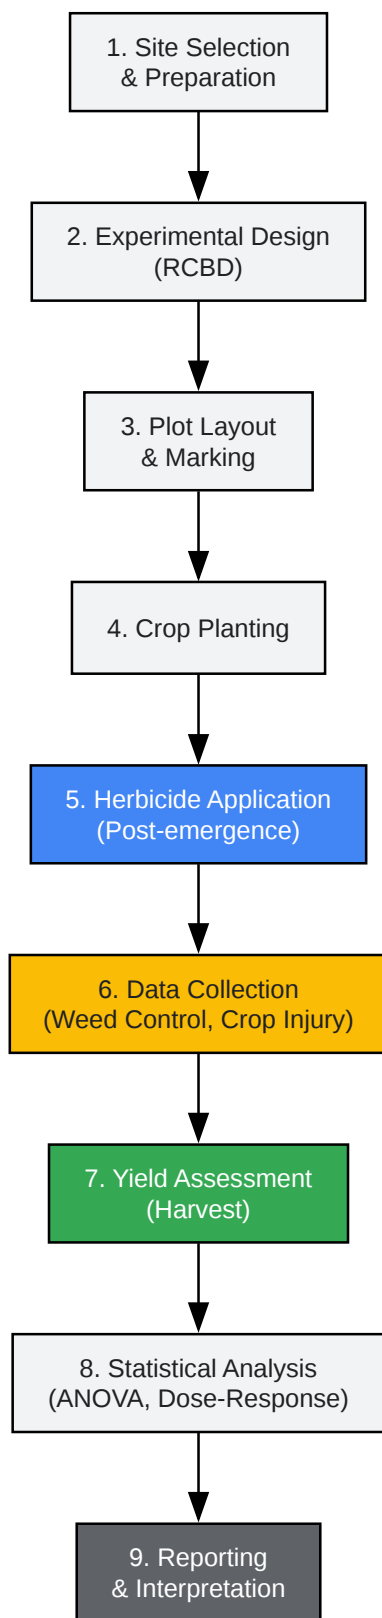 1. Site Selection
& Preparation
2. Experimental Design
(RCBD)
3. Plot Layout
& Marking
4. Crop Planting
5. Herbicide Application
(Post-emergence)
6. Data Collection
(Weed Control, Crop Injury)
7. Yield Assessment
(Harvest)
8. Statistical Analysis
(ANOVA, Dose-Response)
9. Reporting
& Interpretation